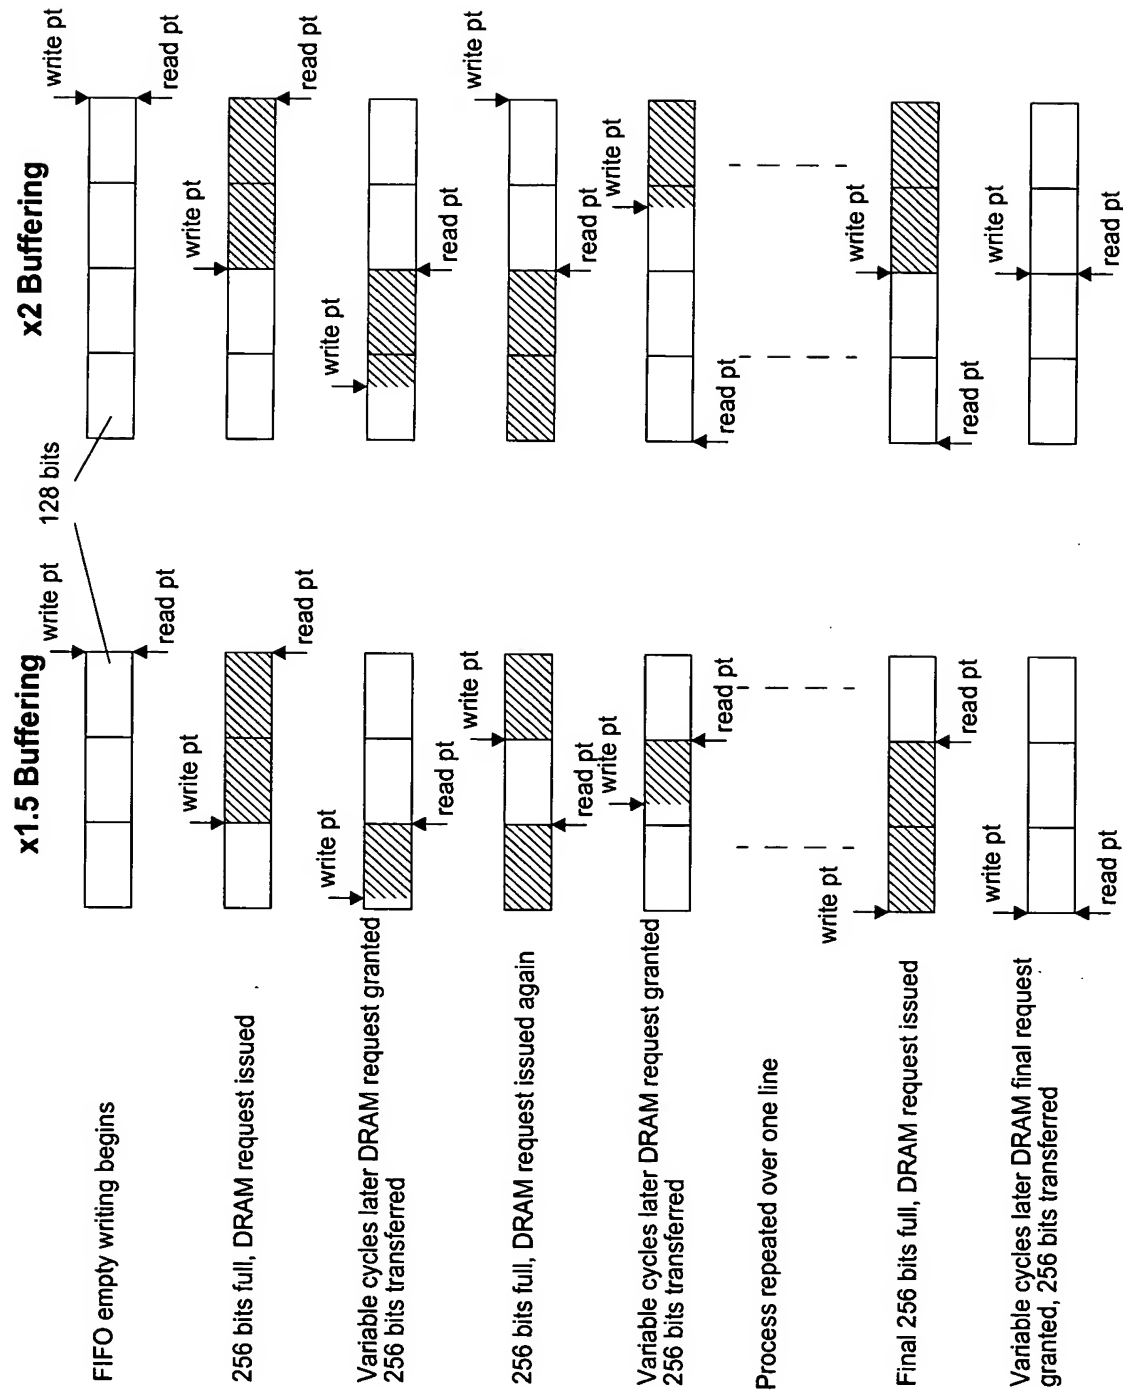 x1.5 Buffering
x2 Buffering
write pt
128 bits
write pt
FIFO empty writing begins
read pt
read pt
write pt
write pt
256 bits full, DRAM request issued
read pt
read pt
write pt
write pt
Variable cycles later DRAM request granted
256 bits transferred
read pt
read pt
write pt
write pt
256 bits full, DRAM request issued again
read pt
read pt
write pt
write pt
Variable cycles later DRAM request granted
256 bits transferred
read pt
read pt
Process repeated over one line
write pt
write pt
Final 256 bits full, DRAM request issued
read pt
read pt
write pt
write pt
Variable cycles later DRAM final request
granted, 256 bits transferred
read pt
read pt